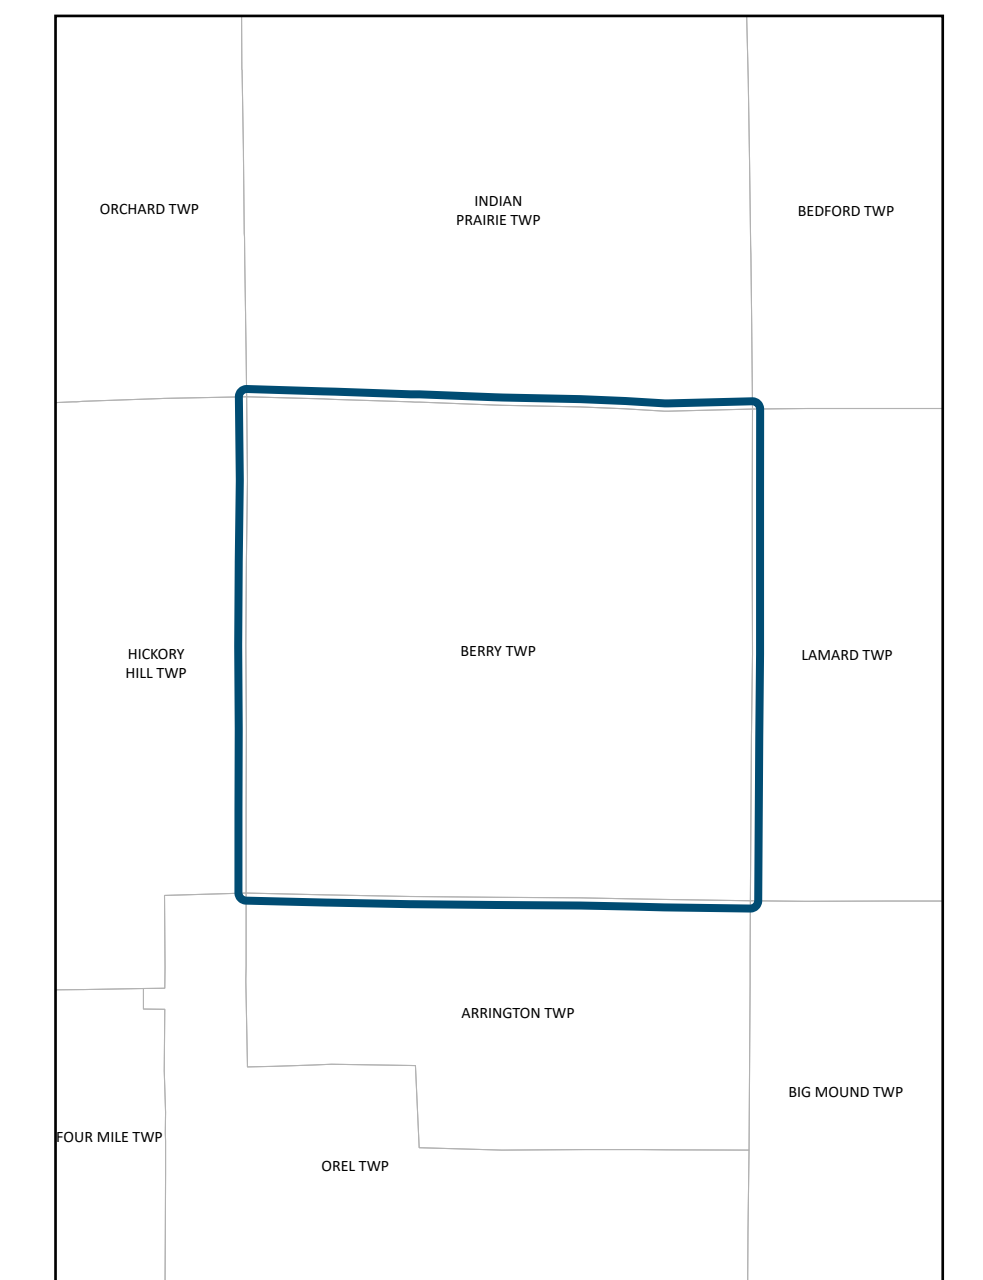 ORCHARD TWP
INDIAN
PRAIRIE TWP
BEDFORD TWP
HICKORY
HILL TWP
BERRY TWP
LAMARD TWP
ARRINGTON TWP
BIG MOUND TWP
FOUR MILE TWP
OREL TWP